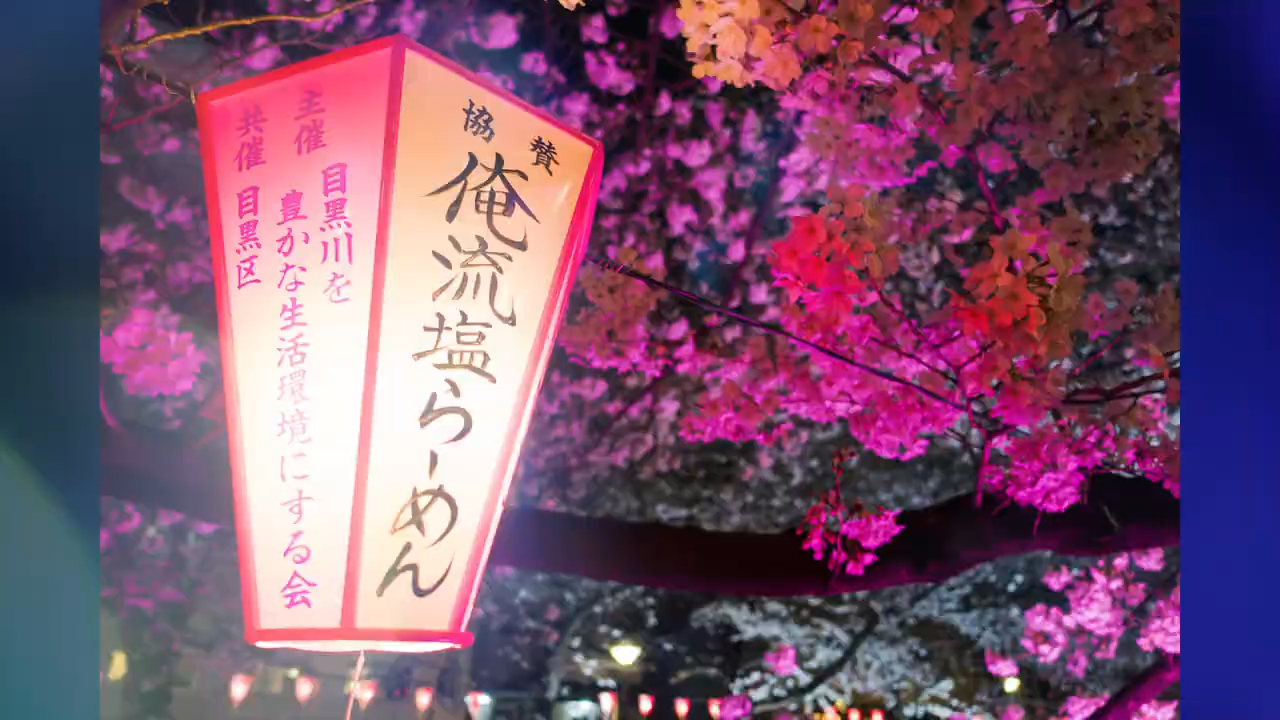 協賛
俺流塩らーめん
主催
目黒川を
豊かな生活環境にする会
共催
目黒区